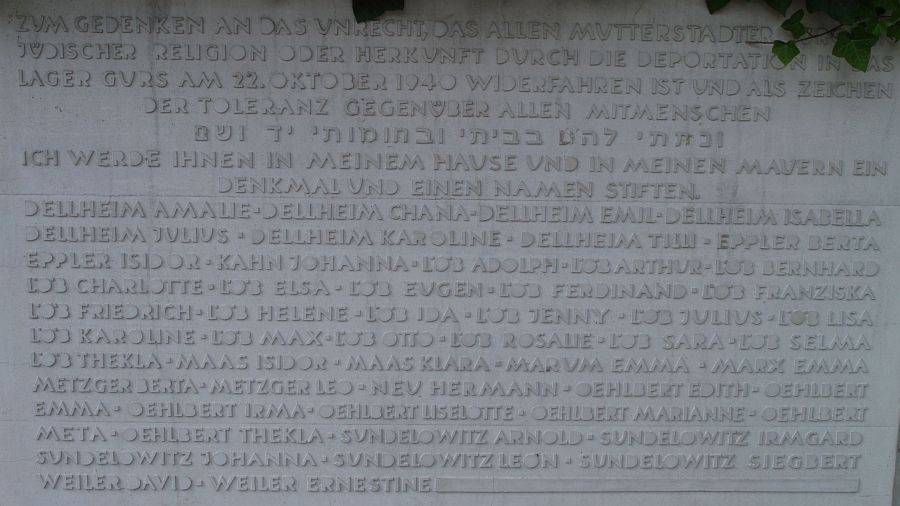 ZUM GEDENKEN AN DAS UNRECHT, DAS ALLEN MUTTERSTADTER
JÜDISCHER RELIGION ODER HERKUNFT DURCH DIE DEPORTATION IN DAS
LAGER GURS AM 22. OKTOBER 1940 WIDERFAHREN IST UND ALS ZEICHEN
DER TOLERANZ GEGENÜBER ALLEN MITMENSCHEN
ונתתי להם בביתי ובחומותי יד ושם
ICH WERDE IHNEN IN MEINEM HAUSE UND IN MEINEN MAUERN EIN
DENKMAL UND EINEN NAMEN STIFTEN.
DELLHEIM AMALIE · DELLHEIM CHANA · DELLHEIM EMIL · DELLHEIM ISABELLA
DELLHEIM JULIUS · DELLHEIM KAROLINE · DELLHEIM TILLI · EPPLER BERTA
EPPLER ISIDOR · KAHN JOHANNA · LÖB ADOLPH · LÖB ARTHUR · LÖB BERNHARD
LÖB CHARLOTTE · LÖB ELSA · LÖB EUGEN · LÖB FERDINAND · LÖB FRANZISKA
LÖB FRIEDRICH · LÖB HELENE · LÖB IDA · LÖB JENNY · LÖB JULIUS · LÖB LISA
LÖB KAROLINE · LÖB MAX · LÖB OTTO · LÖB ROSALIE · LÖB SARA · LÖB SELMA
LÖB THEKLA · MAAS ISIDOR · MAAS KLARA · MARUM EMMA · MARX EMMA
METZGER BERTA · METZGER LEO · NEU HERMANN · OEHLBERT EDITH · OEHLBERT
EMMA · OEHLBERT IRMA · OEHLBERT LISELOTTE · OEHLBERT MARIANNE · OEHLBERT
META · OEHLBERT THEKLA · SUNDELOWITZ ARNOLD · SUNDELOWITZ IRMGARD
SUNDELOWITZ JOHANNA · SUNDELOWITZ LEON · SUNDELOWITZ SIEGBERT
WEILER DAVID · WEILER ERNESTINE